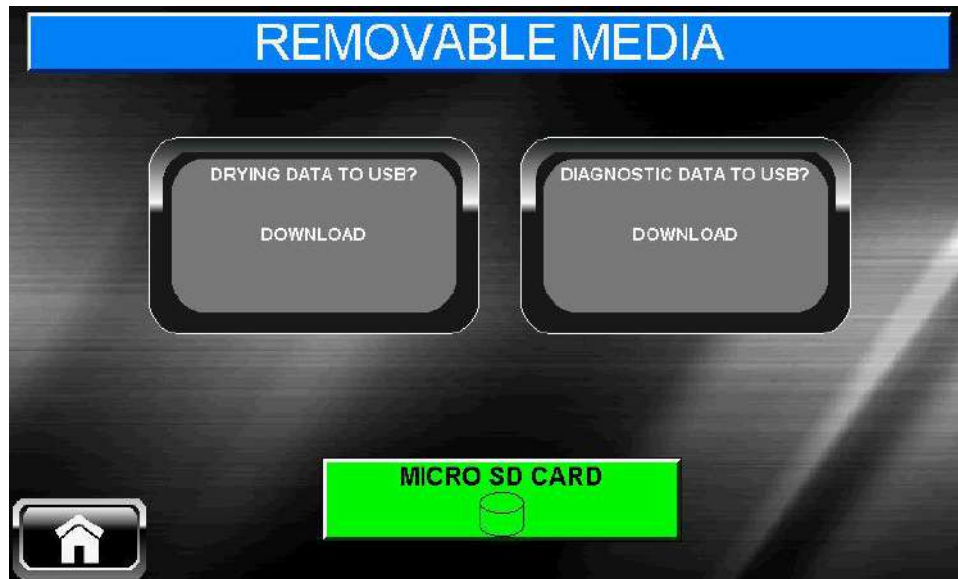 REMOVABLE MEDIA
DRYING DATA TO USB?
DOWNLOAD
DIAGNOSTIC DATA TO USB?
DOWNLOAD
MICRO SD CARD